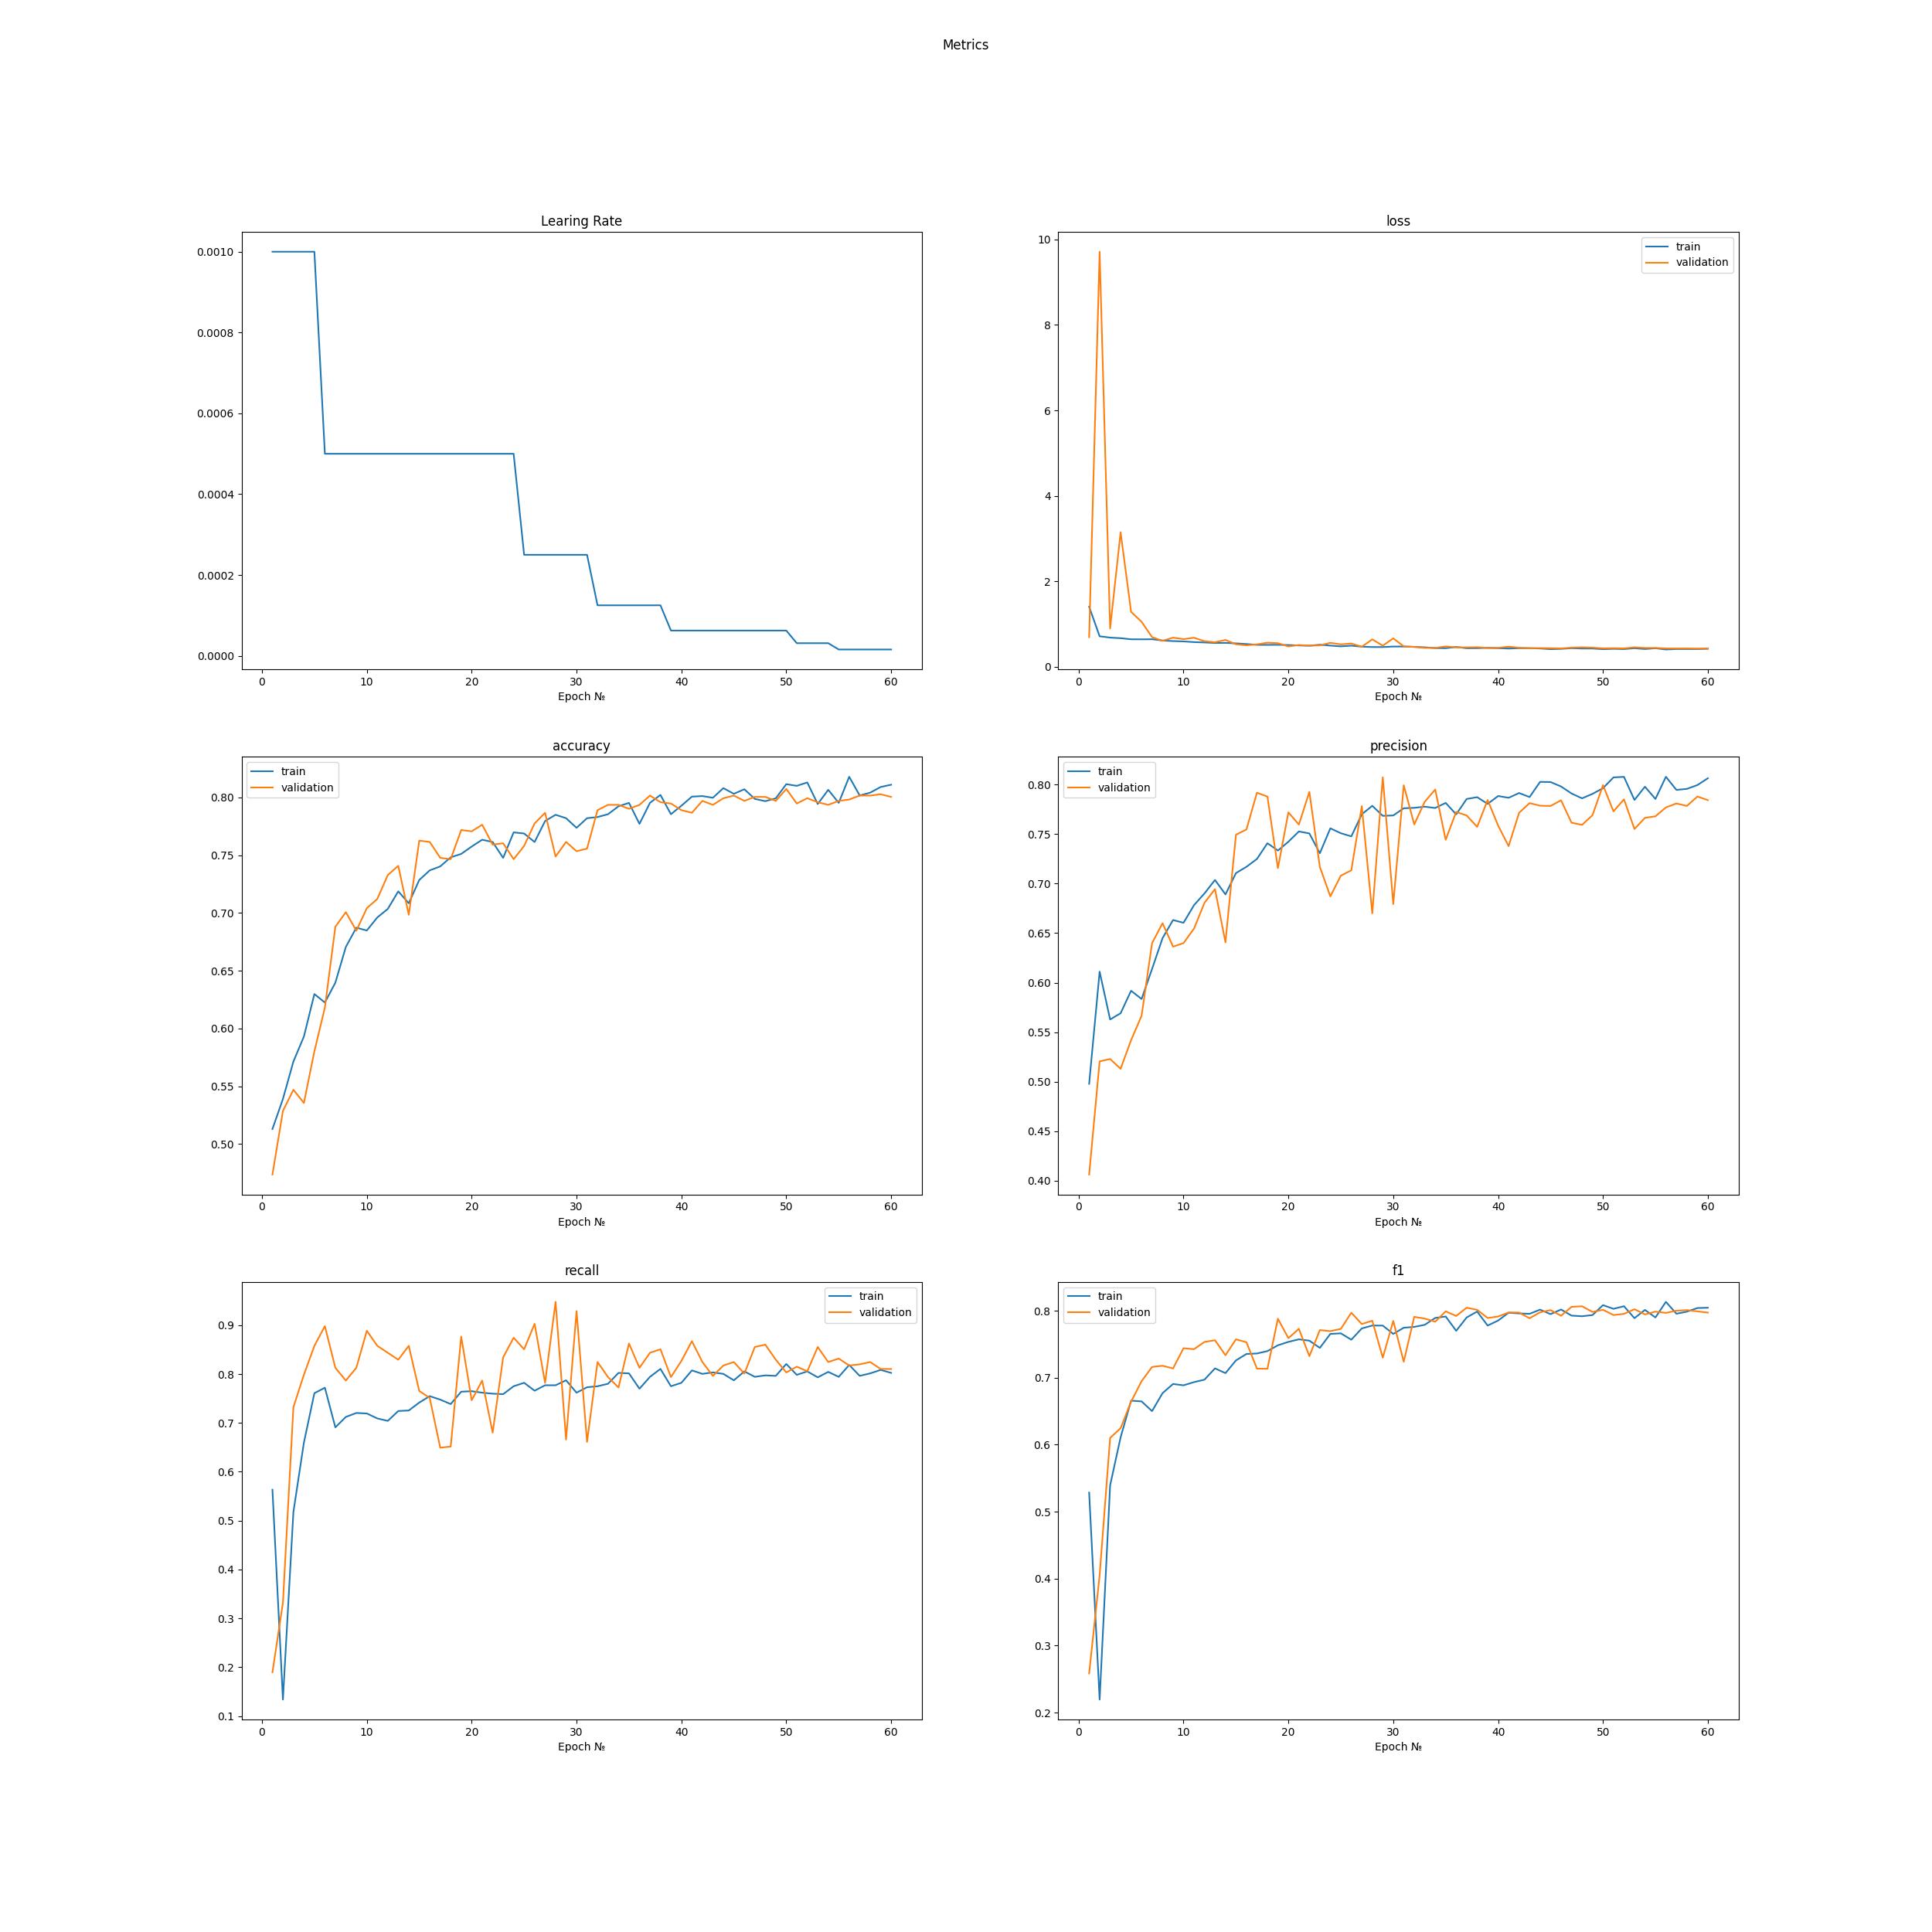 Metrics
Learing Rate
0.0010
0.0008
0.0006
0.0004
0.0002
0.0000
0 10 20 30 40 50 60
Epoch №
loss
train
validation
10
8
6
4
2
0
0 10 20 30 40 50 60
Epoch №
accuracy
train
validation
0.80
0.75
0.70
0.65
0.60
0.55
0.50
0 10 20 30 40 50 60
Epoch №
precision
train
validation
0.80
0.75
0.70
0.65
0.60
0.55
0.50
0.45
0.40
0 10 20 30 40 50 60
Epoch №
recall
train
validation
0.9
0.8
0.7
0.6
0.5
0.4
0.3
0.2
0.1
0 10 20 30 40 50 60
Epoch №
f1
train
validation
0.8
0.7
0.6
0.5
0.4
0.3
0.2
0 10 20 30 40 50 60
Epoch №